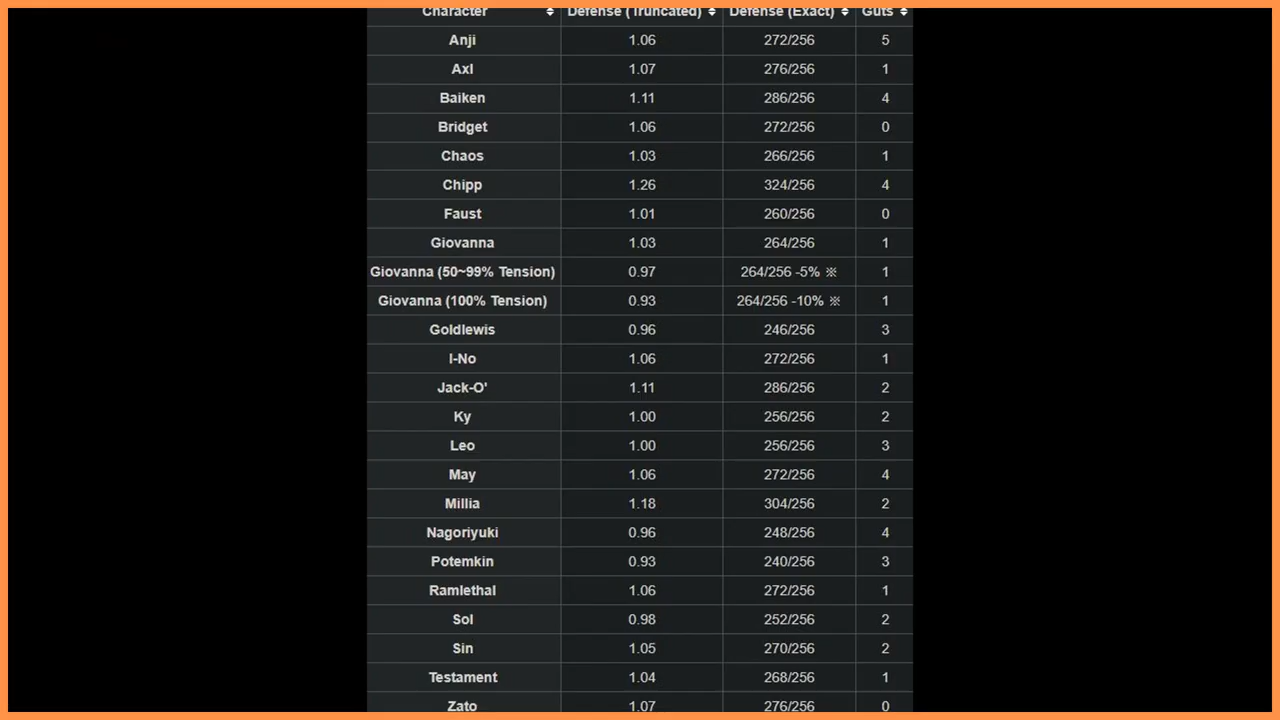 Character Defense (Truncated) Defense (Exact) Guts
Anji 1.06 272/256 5
Axl 1.07 276/256 1
Baiken 1.11 286/256 4
Bridget 1.06 272/256 0
Chaos 1.03 266/256 1
Chipp 1.26 324/256 4
Faust 1.01 260/256 0
Giovanna 1.03 264/256 1
Giovanna (50~99% Tension) 0.97 264/256 -5% ※ 1
Giovanna (100% Tension) 0.93 264/256 -10% ※ 1
Goldlewis 0.96 246/256 3
I-No 1.06 272/256 1
Jack-O' 1.11 286/256 2
Ky 1.00 256/256 2
Leo 1.00 256/256 3
May 1.06 272/256 4
Millia 1.18 304/256 2
Nagoriyuki 0.96 248/256 4
Potemkin 0.93 240/256 3
Ramlethal 1.06 272/256 1
Sol 0.98 252/256 2
Sin 1.05 270/256 2
Testament 1.04 268/256 1
Zato 1.07 276/256 0